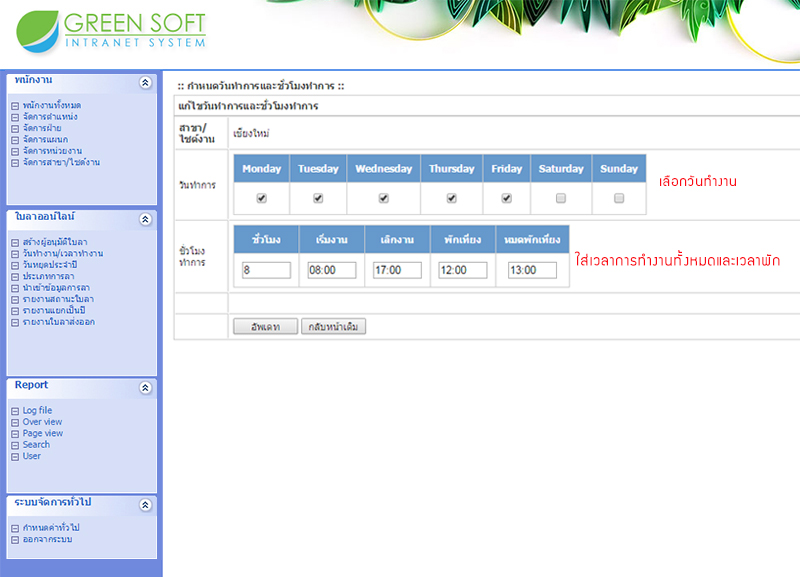 GREEN SOFT
INTRANET SYSTEM
พนักงาน
พนักงานทั้งหมด
จัดการตำแหน่ง
จัดการฝ่าย
จัดการแผนก
จัดการหน่วยงาน
จัดการสาขา/ไซต์งาน
ใบลาออนไลน์
สร้างผู้อนุมัติใบลา
วันทำงาน/เวลาทำงาน
วันหยุดประจำปี
ประเภทการลา
นำเข้าข้อมูลการลา
รายงานสถานะใบลา
รายงานแยกเป็นปี
รายงานใบลาส่งออก
Report
Log file
Over view
Page view
Search
User
ระบบจัดการทั่วไป
กำหนดค่าทั่วไป
ออกจากระบบ
:: กำหนดวันทำการและชั่วโมงทำการ ::
แก้ไขวันทำการและชั่วโมงทำการ
สาขา/
ไซต์งาน
เชียงใหม่
วันทำการ
Monday Tuesday Wednesday Thursday Friday Saturday Sunday
เลือกวันทำงาน
ชั่วโมง
ทำการ
ชั่วโมง เริ่มงาน เลิกงาน พักเที่ยง หมดพักเที่ยง
8 08:00 17:00 12:00 13:00
ใส่เวลาการทำงานทั้งหมดและเวลาพัก
อัพเดท กลับหน้าเดิม